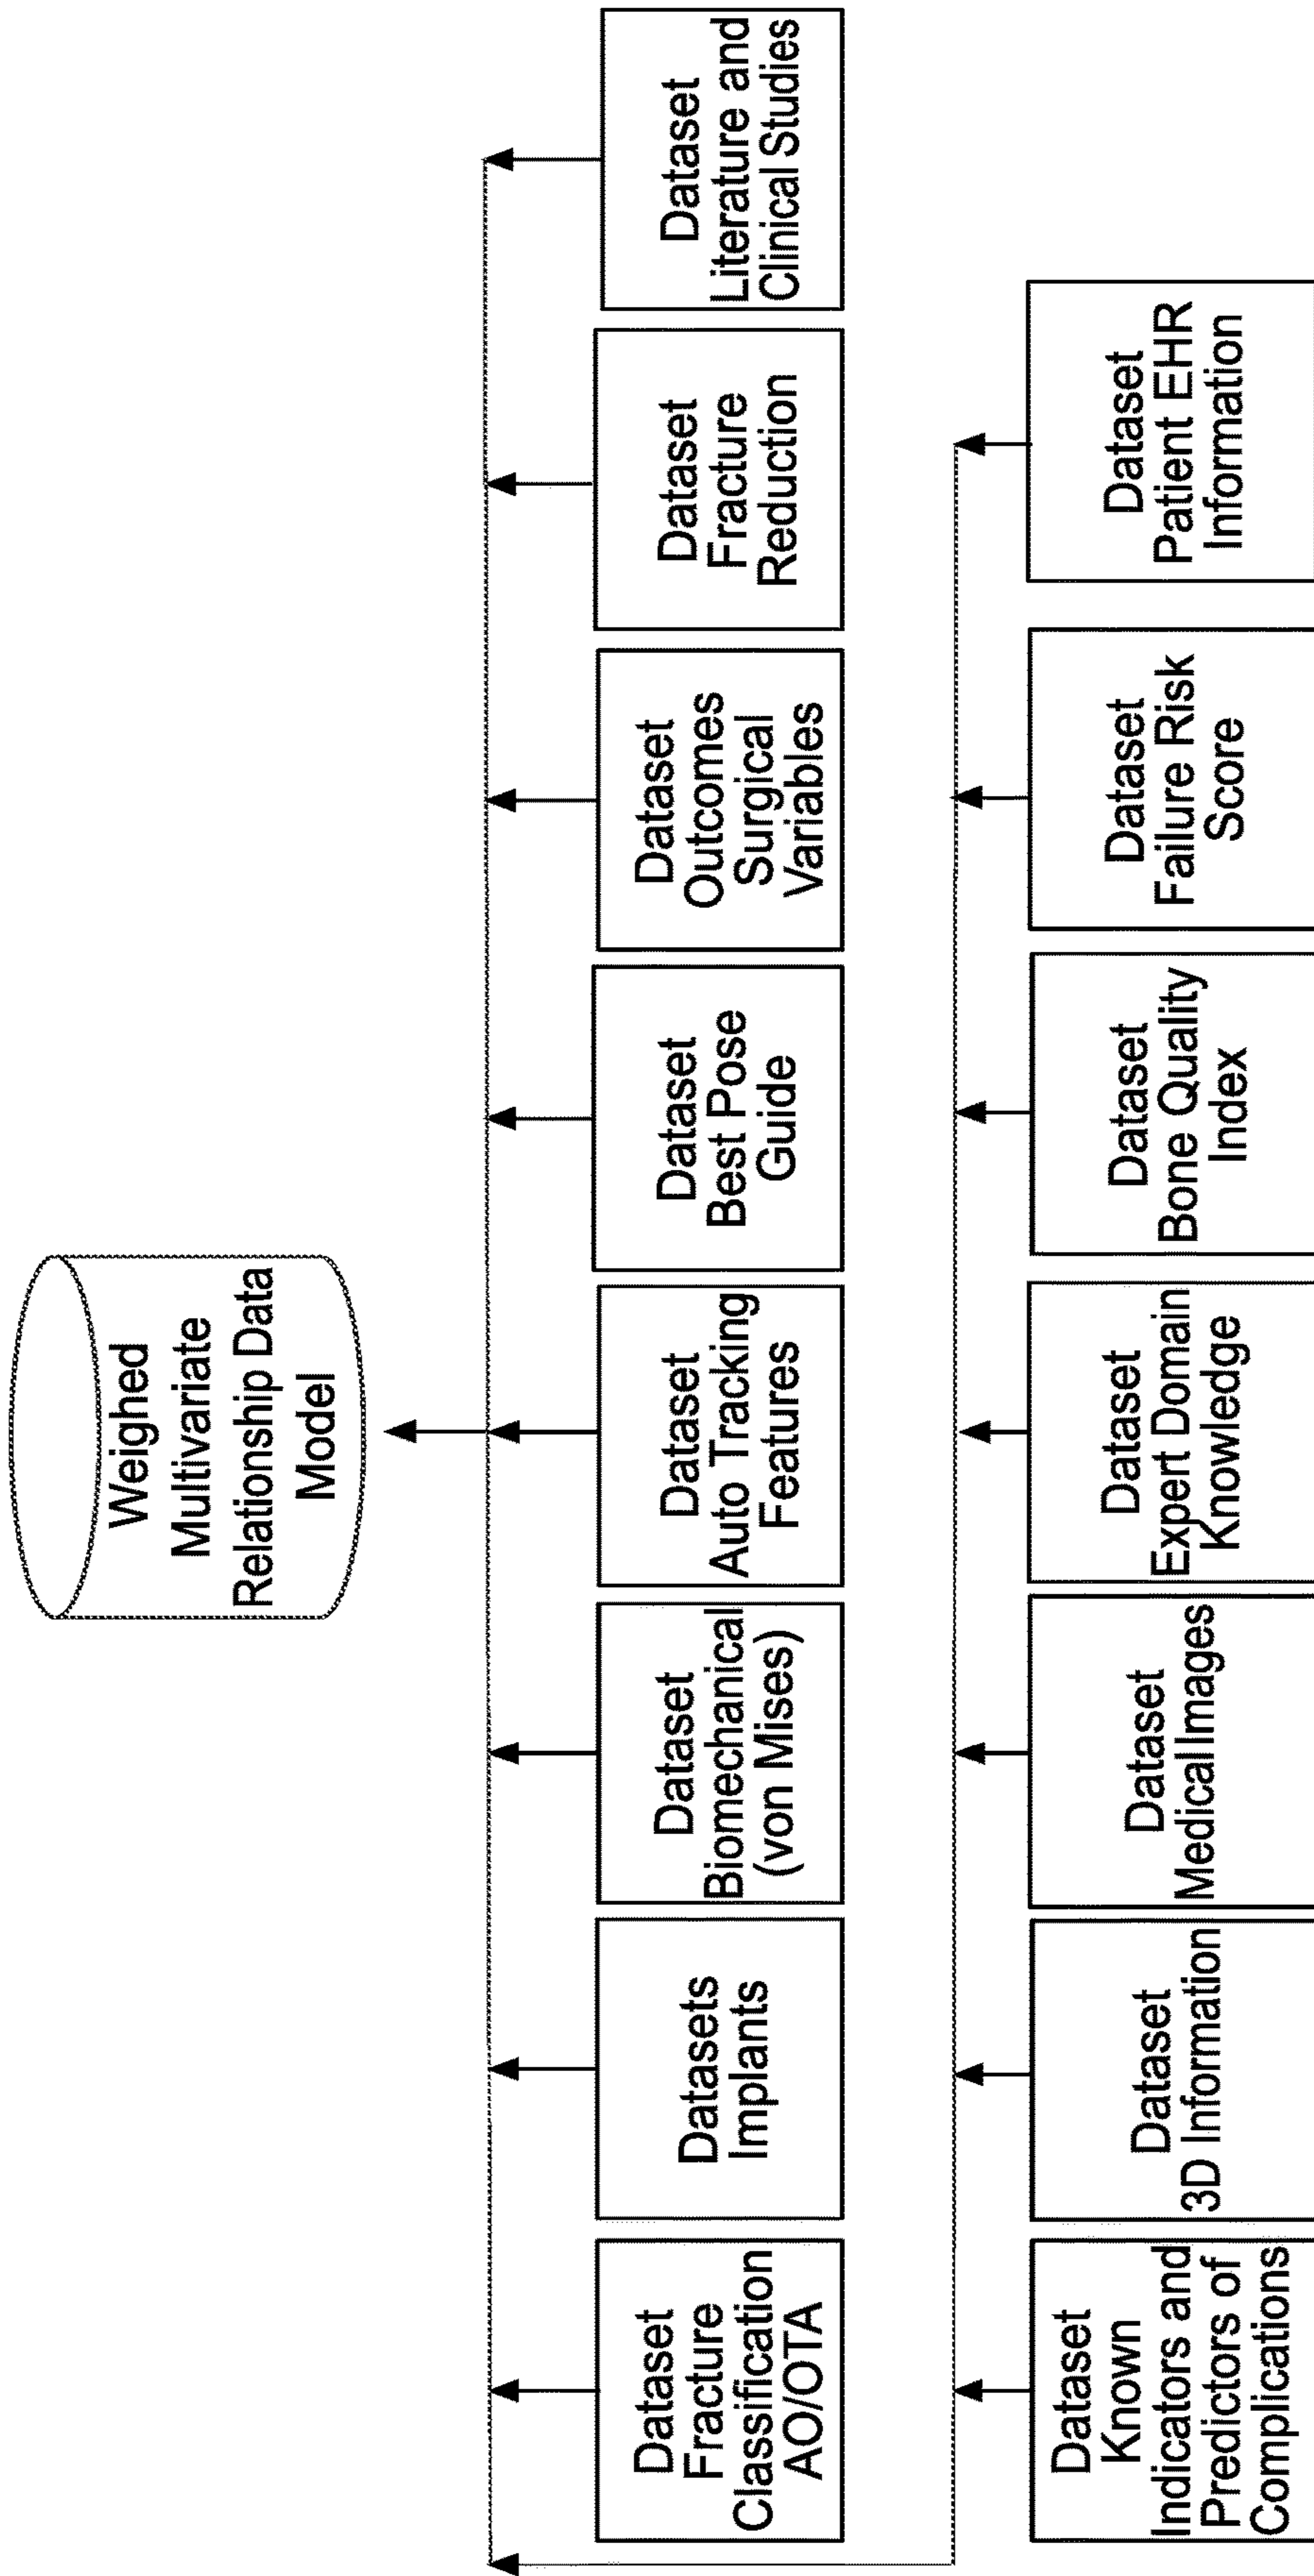 Weighed
Multivariate
Relationship Data
Model
Dataset
Fracture
Classification
AO/OTA
Datasets
Implants
Dataset
Biomechanical
(von Mises)
Dataset
Auto Tracking
Features
Dataset
Best Pose
Guide
Dataset
Outcomes
Surgical
Variables
Dataset
Fracture
Reduction
Dataset
Literature and
Clinical Studies
Dataset
Known
Indicators and
Predictors of
Complications
Dataset
3D Information
Dataset
Medical Images
Dataset
Expert Domain
Knowledge
Dataset
Bone Quality
Index
Dataset
Failure Risk
Score
Dataset
Patient EHR
Information